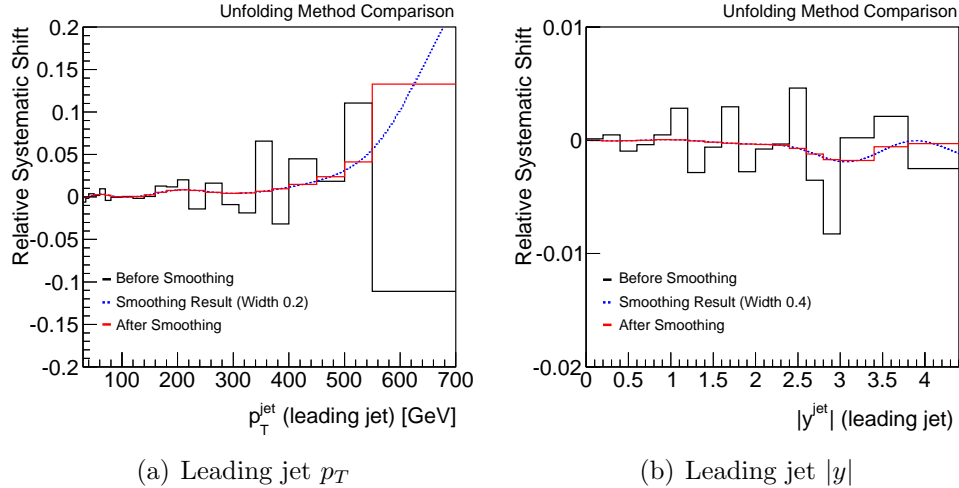 Unfolding Method Comparison
Relative Systematic Shift
0.2
0.15
0.1
0.05
0
-0.05
-0.1
-0.15
-0.2
Before Smoothing
Smoothing Result (Width 0.2)
After Smoothing
100 200 300 400 500 600 700
p_T^jet (leading jet) [GeV]
(a) Leading jet p_T
Unfolding Method Comparison
Relative Systematic Shift
0.01
0
-0.01
-0.02
Before Smoothing
Smoothing Result (Width 0.4)
After Smoothing
0 0.5 1 1.5 2 2.5 3 3.5 4
|y^jet| (leading jet)
(b) Leading jet |y|